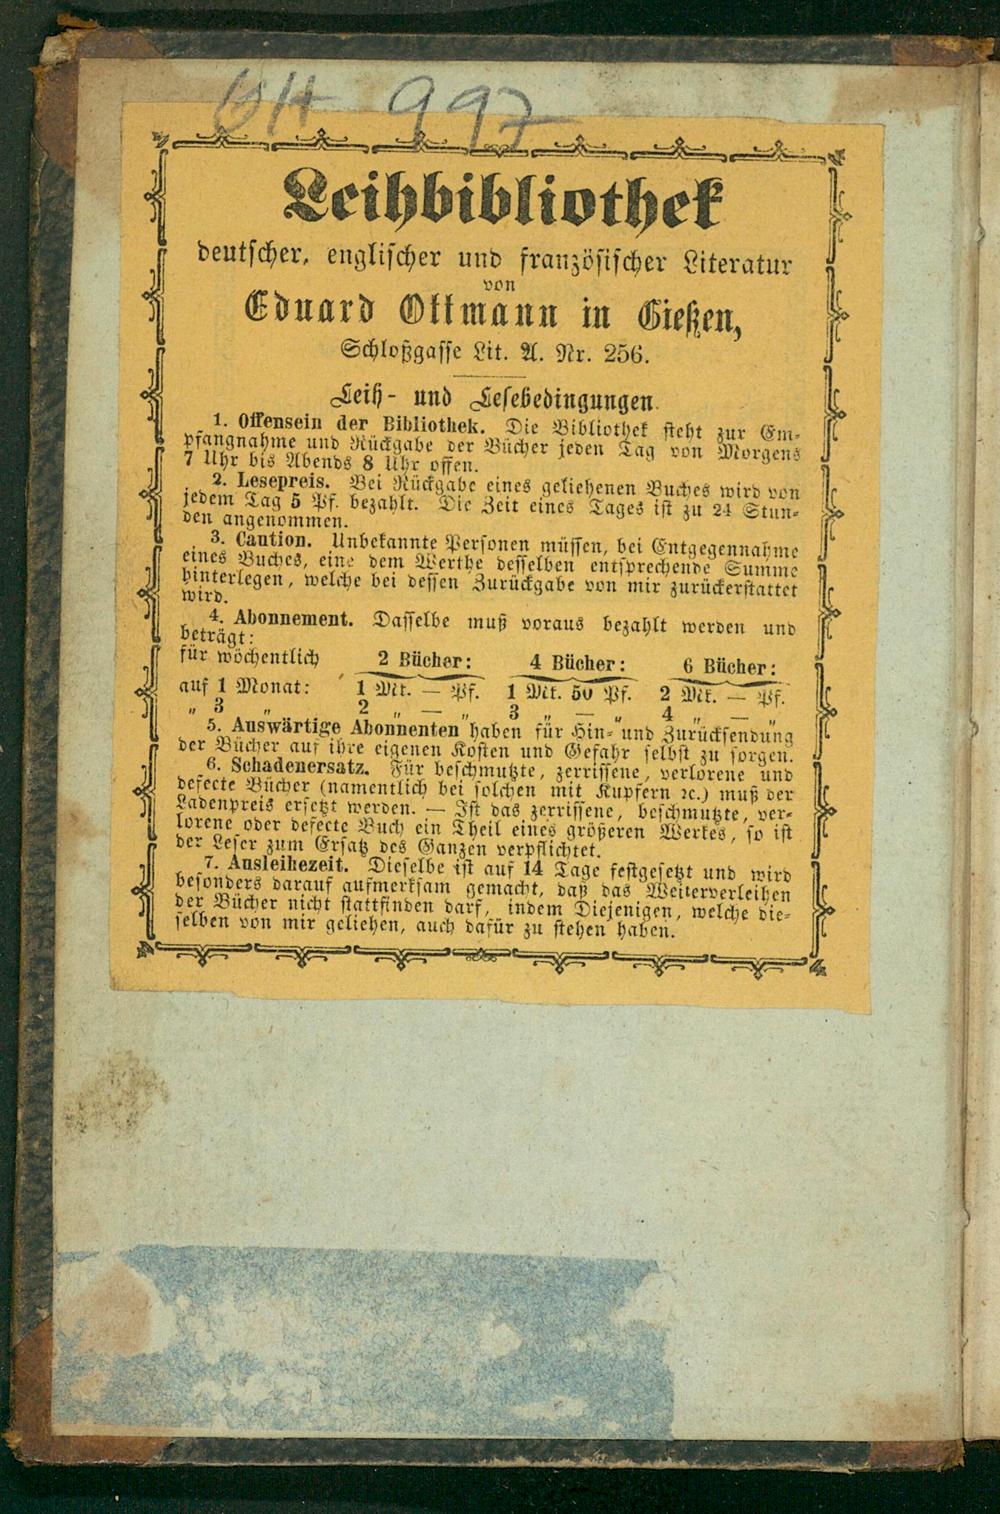 997
Leihbibliothek
deutscher, englischer und französischer Literatur
von
Eduard Ottmann in Gießen,
Schloßgasse Lit. A. Nr. 256.
Leih- und Lesebedingungen.
1. Offensein der Bibliothek. Die Bibliothek steht zur Em-
pfangnahme und Rückgabe der Bücher jeden Tag von Morgens
7 Uhr bis Abends 8 Uhr offen.
2. Lesepreis. Bei Rückgabe eines geliehenen Buches wird von
jedem Tag 5 Pf. bezahlt. Die Zeit eines Tages ist zu 24 Stun-
den angenommen.
3. Caution. Unbekannte Personen müssen, bei Entgegennahme
eines Buches, eine dem Werthe desselben entsprechende Summe
hinterlegen, welche bei dessen Zurückgabe von mir zurückerstattet
wird.
4. Abonnement. Dasselbe muß voraus bezahlt werden und
beträgt:
für wöchentlich 2 Bücher: 4 Bücher: 6 Bücher:
auf 1 Monat: 1 Mk. — Pf. 1 Mk. 50 Pf. 2 Mk. — Pf.
„ 3 „ 2 „ — „ 3 „ — „ 4 „ — „
5. Auswärtige Abonnenten haben für Hin- und Zurücksendung
der Bücher auf ihre eigenen Kosten und Gefahr selbst zu sorgen.
6. Schadenersatz. Für beschmutzte, zerrissene, verlorene und
defecte Bücher (namentlich bei solchen mit Kupfern ꝛc.) muß der
Ladenpreis ersetzt werden. — Ist das zerrissene, beschmutzte, ver-
lorene oder defecte Buch ein Theil eines größeren Werkes, so ist
der Leser zum Ersatz des Ganzen verpflichtet.
7. Ausleihezeit. Dieselbe ist auf 14 Tage festgesetzt und wird
besonders darauf aufmerksam gemacht, daß das Weiterverleihen
der Bücher nicht stattfinden darf, indem Diejenigen, welche die-
selben von mir geliehen, auch dafür zu stehen haben.